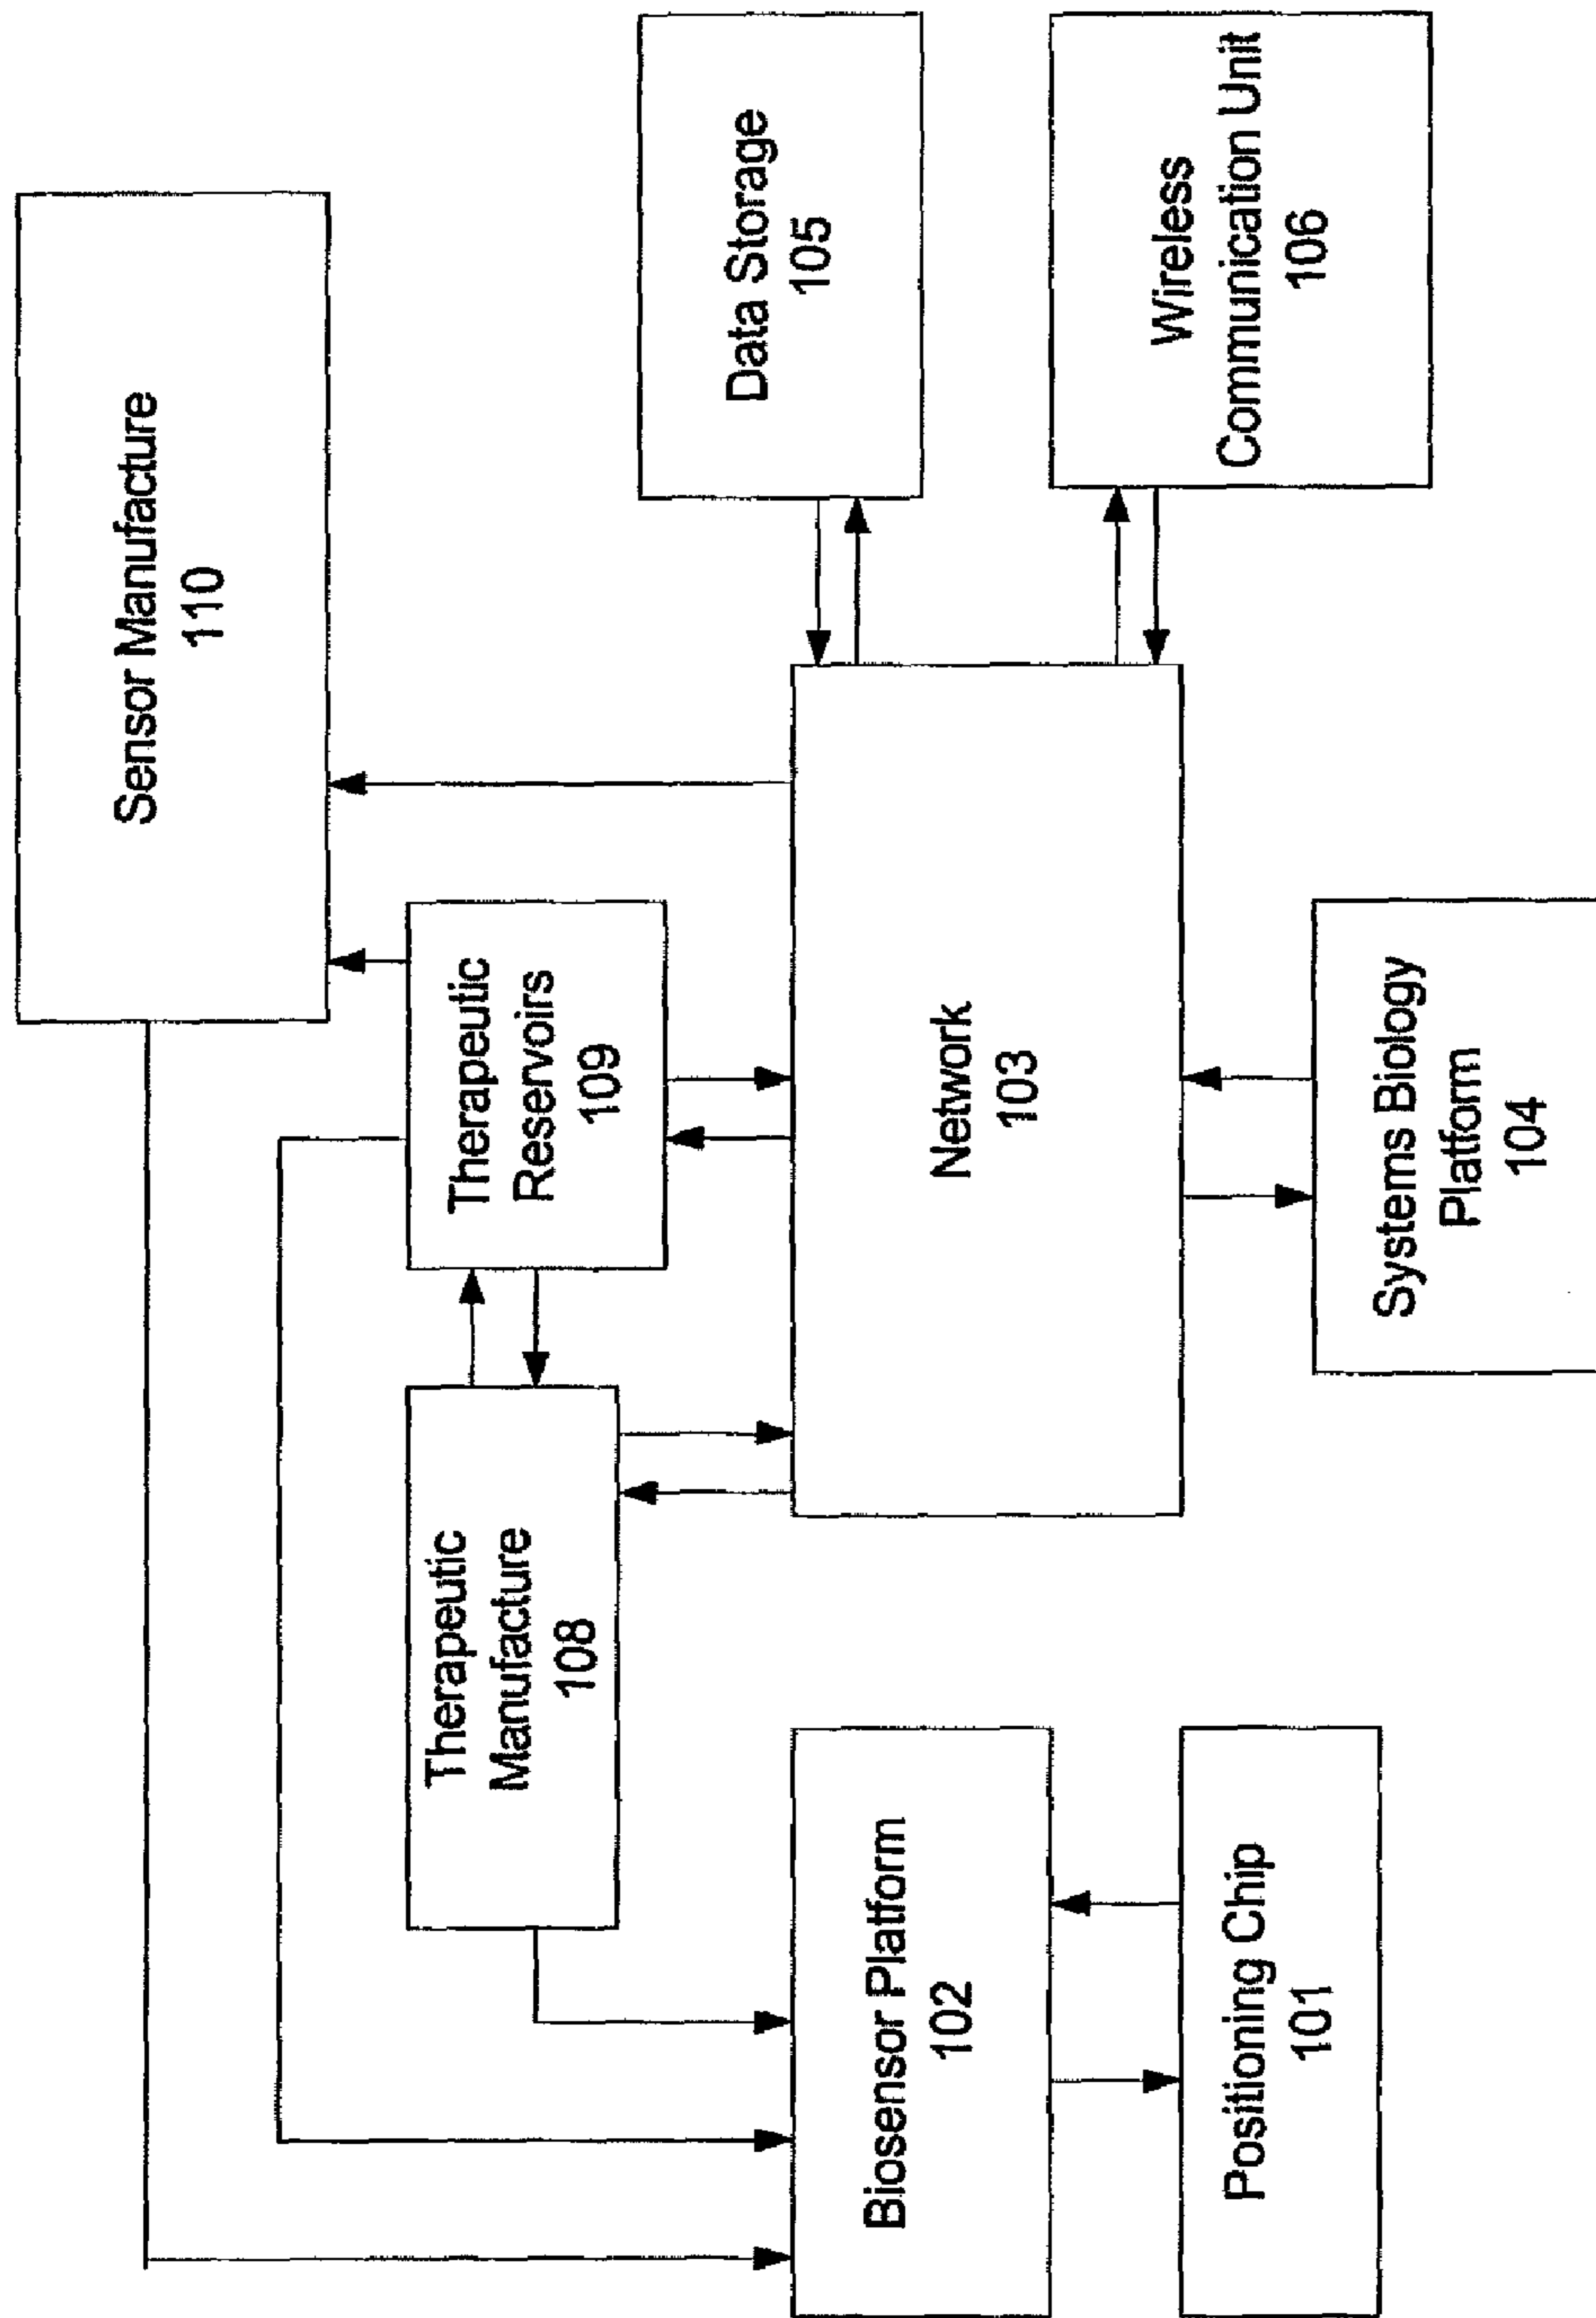 Sensor Manufacture
110
Therapeutic
Manufacture
108
Therapeutic
Reservoirs
109
Data Storage
105
Biosensor Platform
102
Network
103
Wireless
Communication Unit
106
Positioning Chip
101
Systems Biology
Platform
104